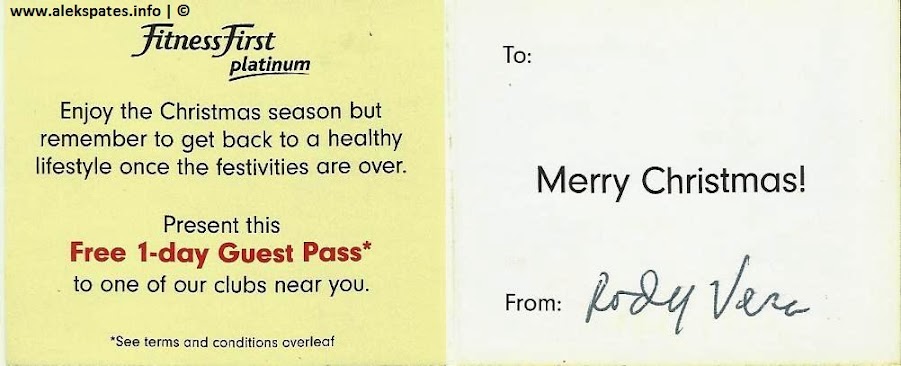 www.alekspates.info | ©
Fitness First
platinum
Enjoy the Christmas season but
remember to get back to a healthy
lifestyle once the festivities are over.
Present this
Free 1-day Guest Pass*
to one of our clubs near you.
*See terms and conditions overleaf
To:
Merry Christmas!
From: Rody Vera